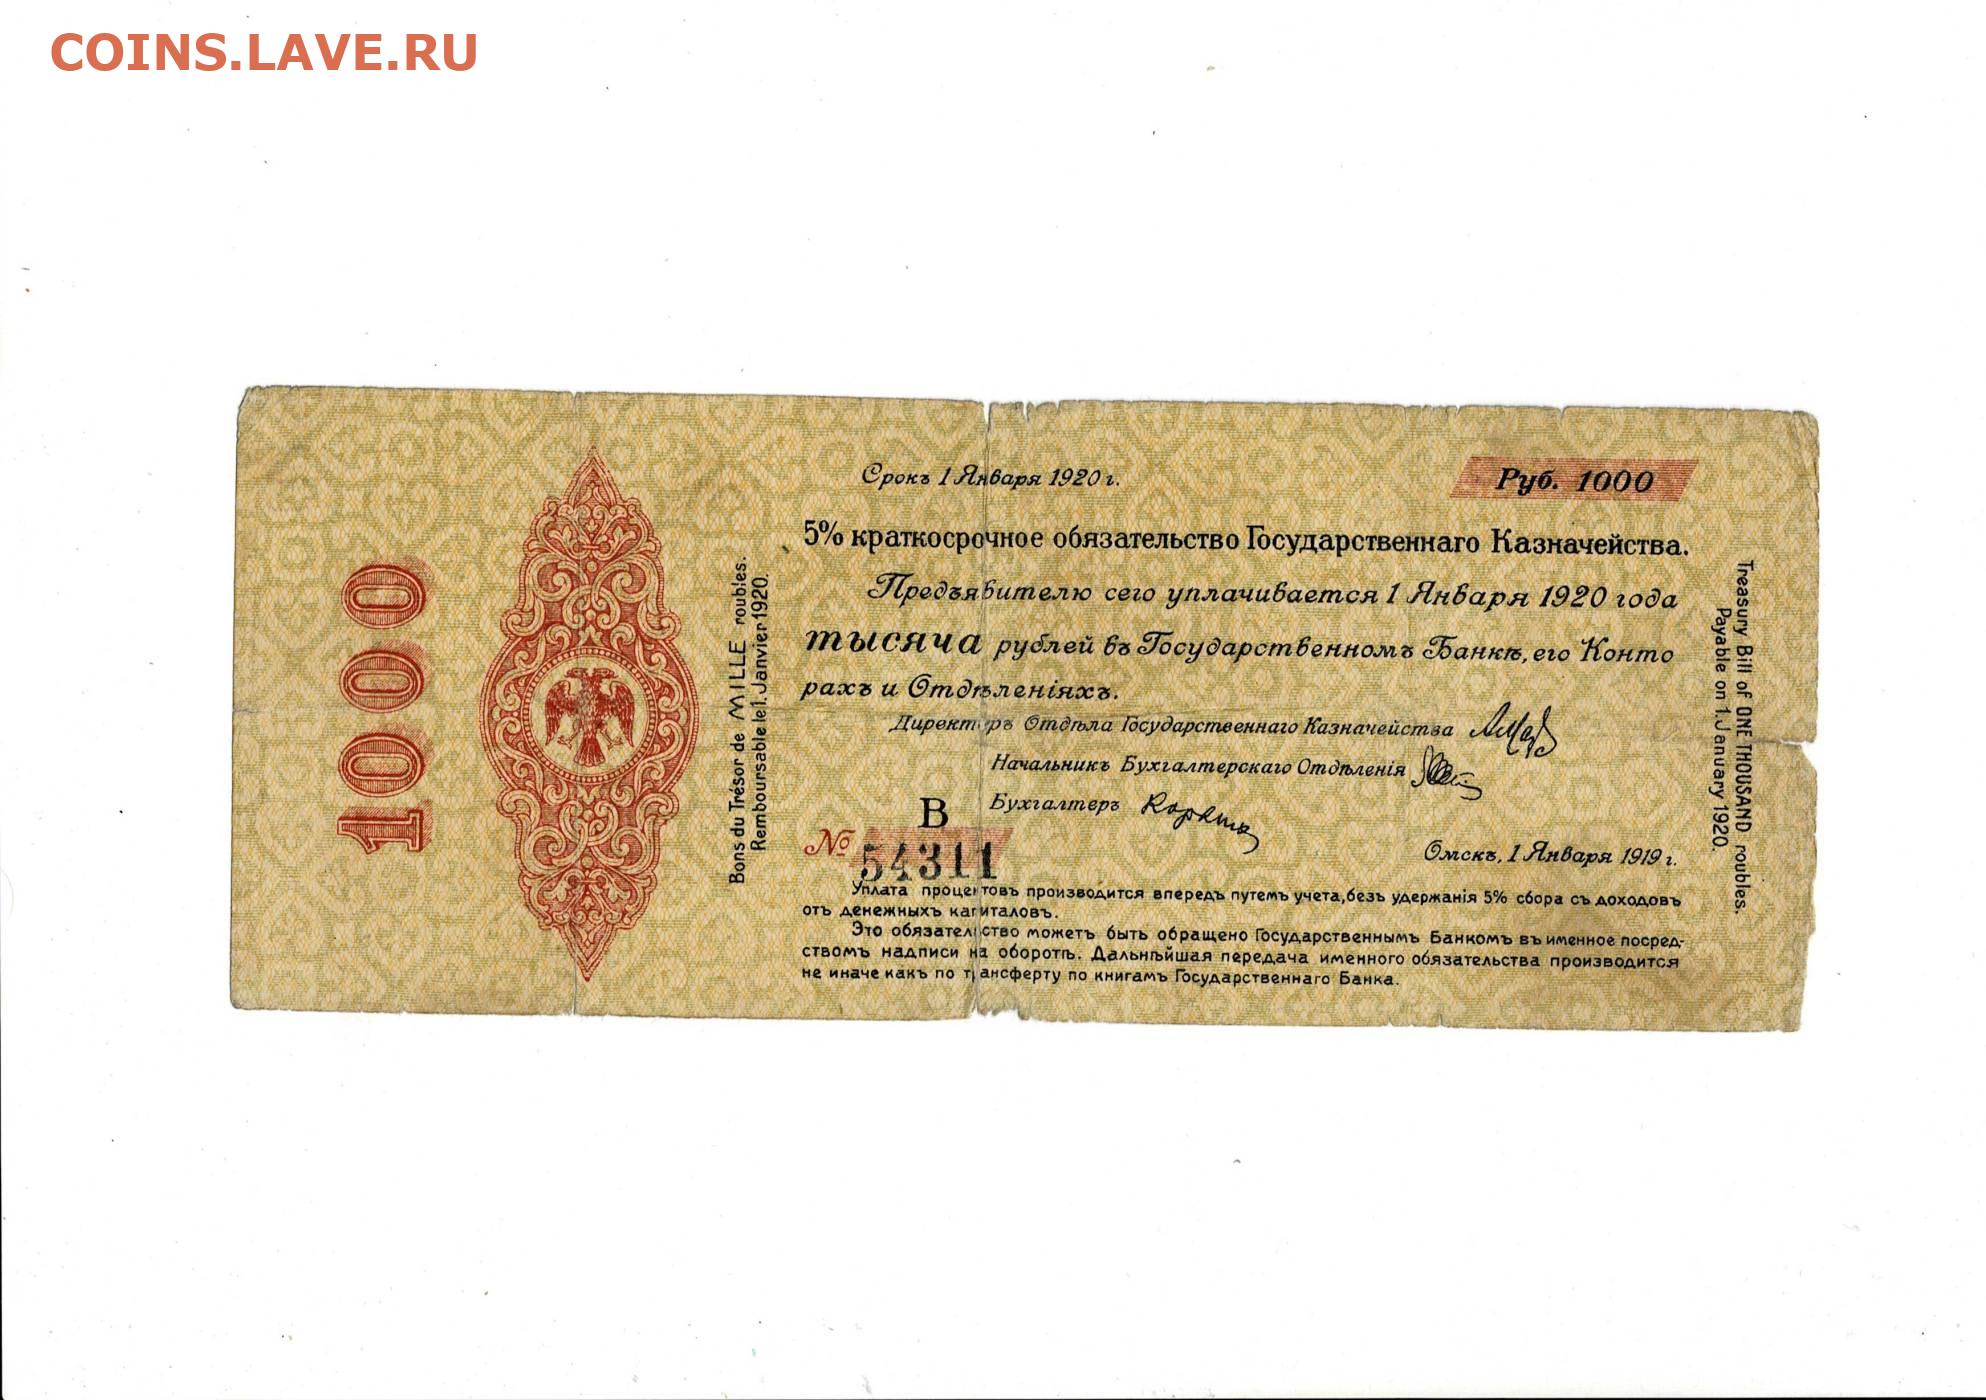 COINS.LAVE.RU
1000
Bons du Trésor de MILLE roubles.
Remboursable le 1. Janvier 1920.
Срокъ 1 Января 1920 г.
Руб. 1000
5% краткосрочное обязательство Государственнаго Казначейства.
Предъявителю сего уплачивается 1 Января 1920 года
тысяча рублей въ Государственномъ Банкѣ, его Конто
рахъ и Отдѣленіяхъ.
Директоръ Отдѣла Государственнаго Казначейства
Начальникъ Бухгалтерскаго Отдѣленія
Бухгалтеръ
В
№ 54311
Омскъ, 1 Января 1919 г.
Уплата процентовъ производится впередъ путемъ учета, безъ удержанія 5% сбора съ доходовъ
отъ денежныхъ капиталовъ.
Это обязательство можетъ быть обращено Государственнымъ Банкомъ въ именное посред-
ствомъ надписи на оборотѣ. Дальнѣйшая передача именного обязательства производится
не иначе какъ по трансферту по книгамъ Государственнаго Банка.
Treasury Bill of ONE THOUSAND roubles.
Payable on 1. January 1920.